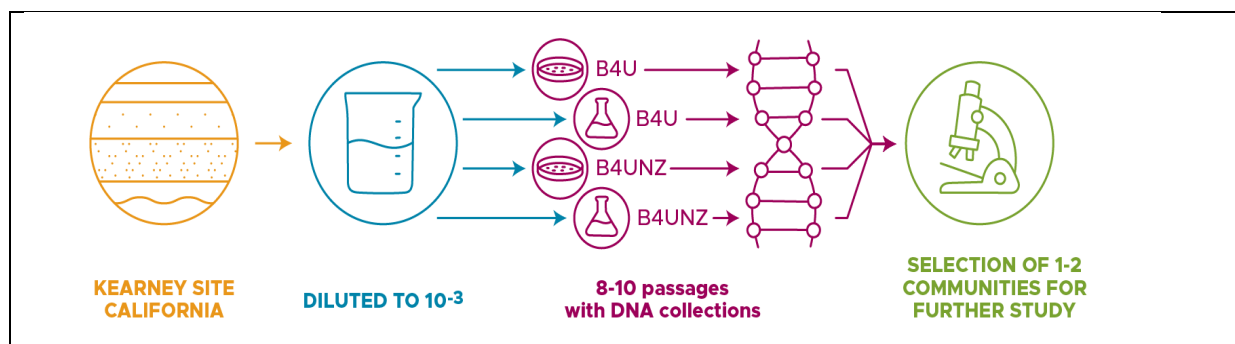 B4U
B4U
B4UNZ
B4UNZ
KEARNEY SITE
CALIFORNIA
DILUTED TO 10-3
8-10 passages
with DNA collections
SELECTION OF 1-2
COMMUNITIES FOR
FURTHER STUDY